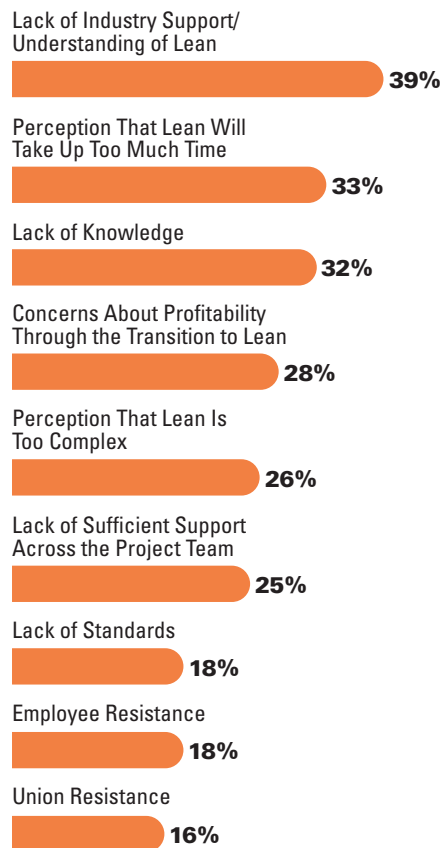 Lack of Industry Support/
Understanding of Lean
39%
Perception That Lean Will
Take Up Too Much Time
33%
Lack of Knowledge
32%
Concerns About Profitability
Through the Transition to Lean
28%
Perception That Lean Is
Too Complex
26%
Lack of Sufficient Support
Across the Project Team
25%
Lack of Standards
18%
Employee Resistance
18%
Union Resistance
16%